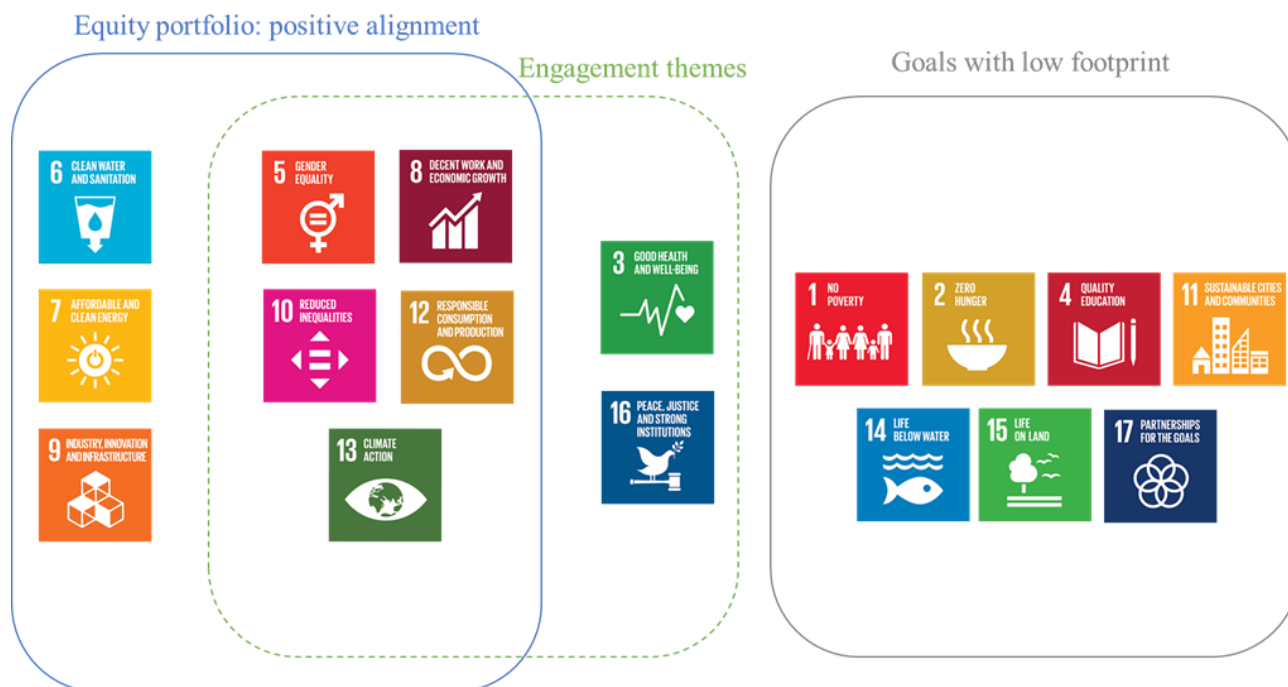 Equity portfolio: positive alignment
Engagement themes
Goals with low footprint
6 CLEAN WATER
AND SANITATION
5 GENDER
EQUALITY
8 DECENT WORK AND
ECONOMIC GROWTH
7 AFFORDABLE AND
CLEAN ENERGY
10 REDUCED
INEQUALITIES
12 RESPONSIBLE
CONSUMPTION
AND PRODUCTION
9 INDUSTRY, INNOVATION
AND INFRASTRUCTURE
13 CLIMATE
ACTION
3 GOOD HEALTH
AND WELL-BEING
16 PEACE, JUSTICE
AND STRONG
INSTITUTIONS
1 NO
POVERTY
2 ZERO
HUNGER
4 QUALITY
EDUCATION
11 SUSTAINABLE CITIES
AND COMMUNITIES
14 LIFE
BELOW WATER
15 LIFE
ON LAND
17 PARTNERSHIPS
FOR THE GOALS